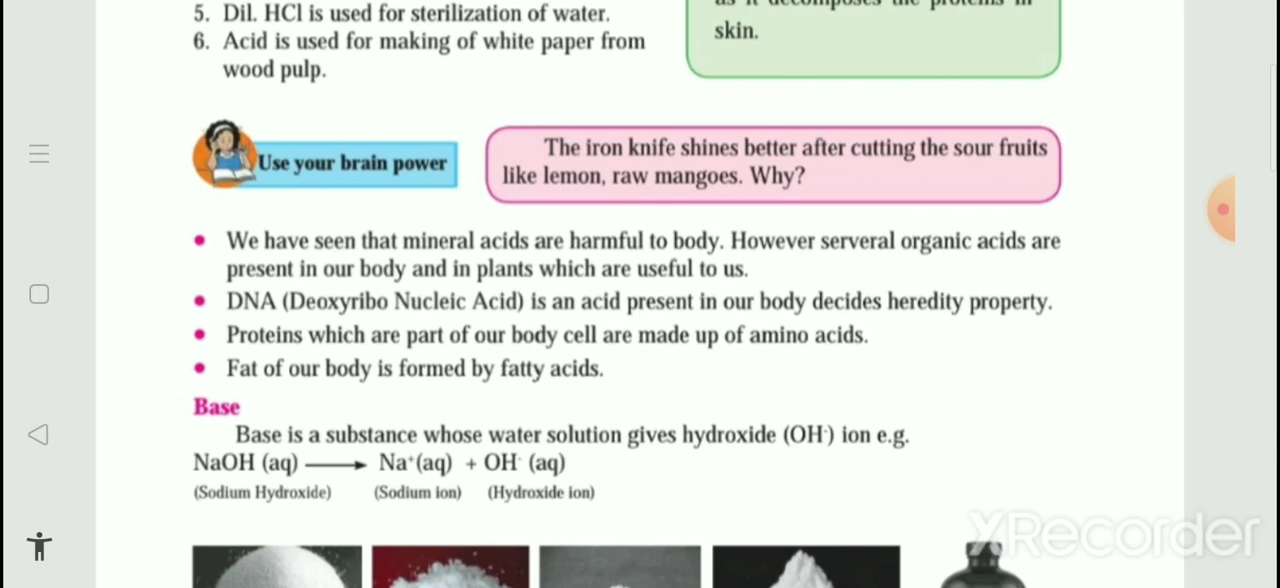 5. Dil. HCl is used for sterilization of water.
6. Acid is used for making of white paper from
wood pulp.
as it decomposes the proteins in
skin.
Use your brain power
The iron knife shines better after cutting the sour fruits
like lemon, raw mangoes. Why?
• We have seen that mineral acids are harmful to body. However serveral organic acids are
present in our body and in plants which are useful to us.
• DNA (Deoxyribo Nucleic Acid) is an acid present in our body decides heredity property.
• Proteins which are part of our body cell are made up of amino acids.
• Fat of our body is formed by fatty acids.
Base
Base is a substance whose water solution gives hydroxide (OH⁻) ion e.g.
NaOH (aq) ⟶ Na⁺(aq) + OH⁻ (aq)
(Sodium Hydroxide) (Sodium ion) (Hydroxide ion)
XRecorder